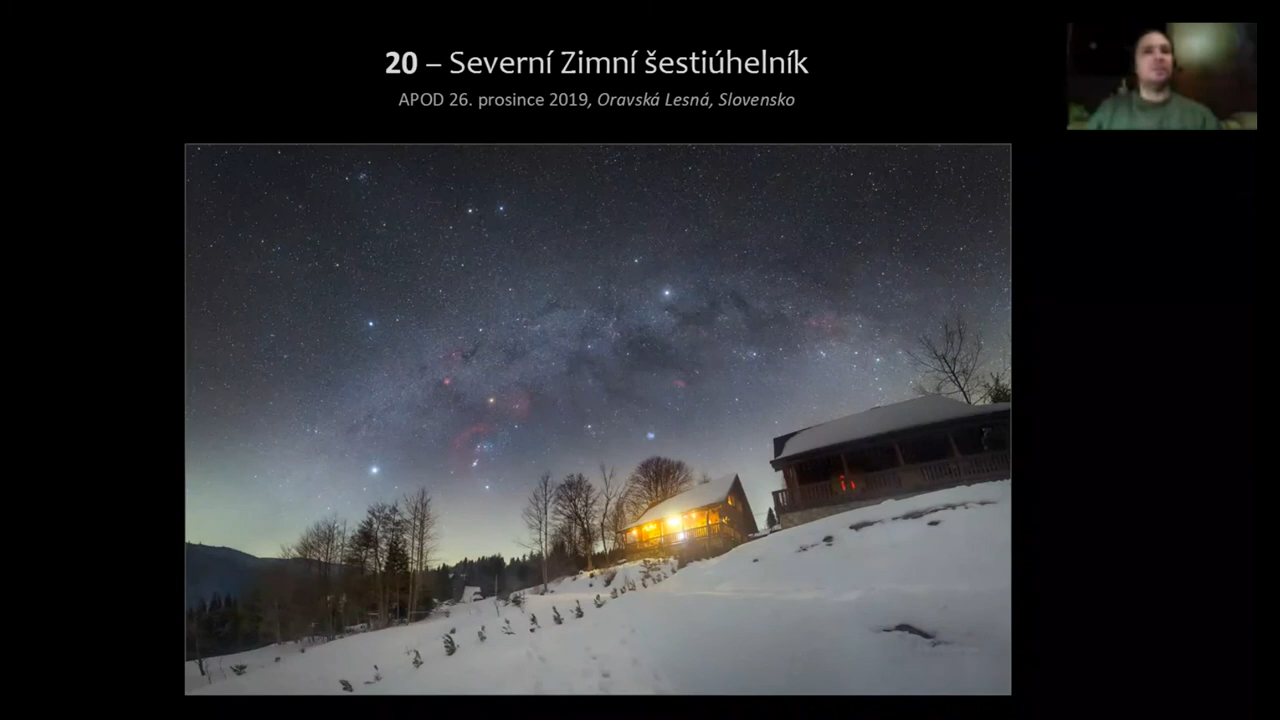 20 – Severní Zimní šestiúhelník
APOD 26. prosince 2019, Oravská Lesná, Slovensko